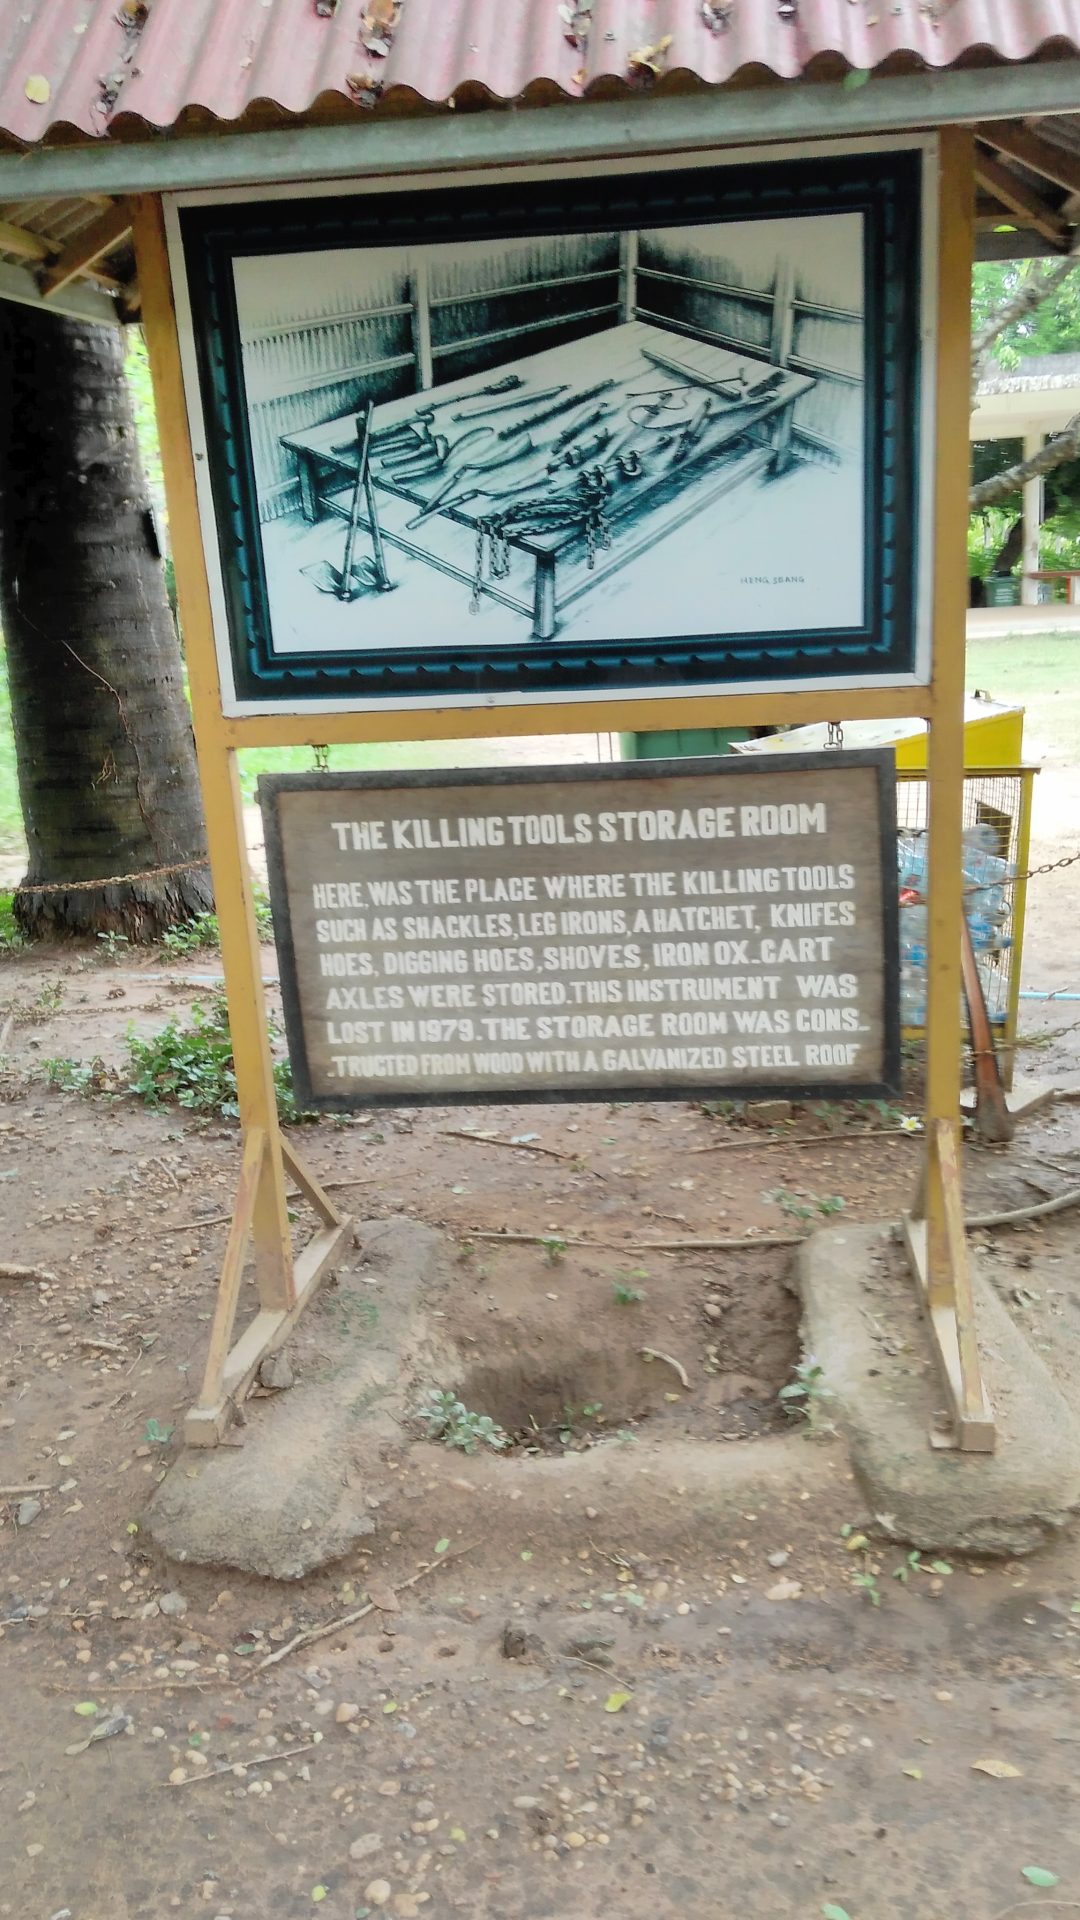 HENG SBANG
THE KILLING TOOLS STORAGE ROOM
HERE, WAS THE PLACE WHERE THE KILLING TOOLS
SUCH AS SHACKLES, LEG IRONS, A HATCHET, KNIFES
HOES, DIGGING HOES, SHOVES, IRON OX_CART
AXLES WERE STORED. THIS INSTRUMENT WAS
LOST IN 1979. THE STORAGE ROOM WAS CONS_
_TRUCTED FROM WOOD WITH A GALVANIZED STEEL ROOF